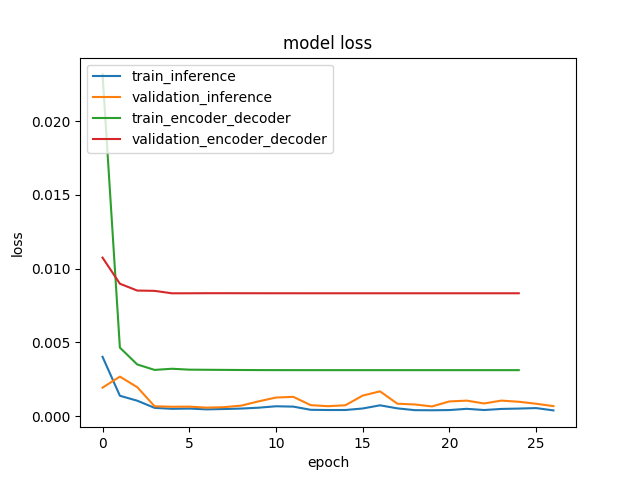 model loss
train_inference
validation_inference
train_encoder_decoder
validation_encoder_decoder
0.020
0.015
0.010
0.005
0.000
loss
0 5 10 15 20 25
epoch